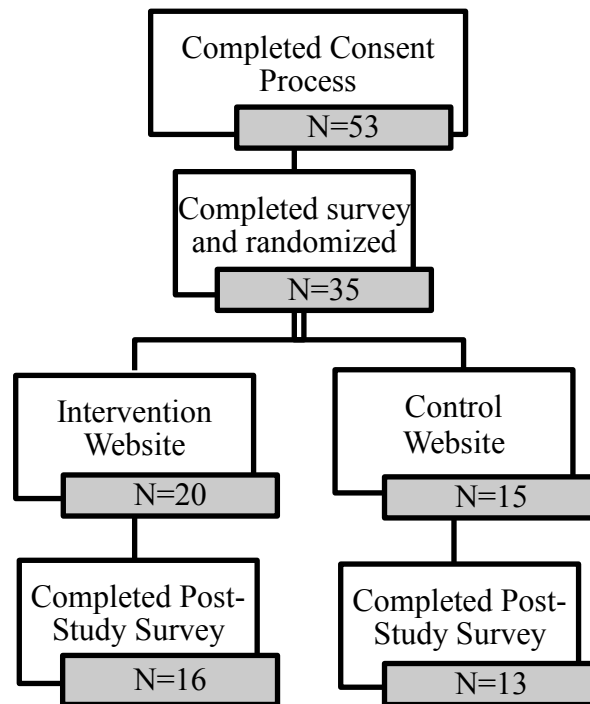 Completed Consent
Process
N=53
Completed survey
and randomized
N=35
Intervention
Website
N=20
Control
Website
N=15
Completed Post-
Study Survey
N=16
Completed Post-
Study Survey
N=13